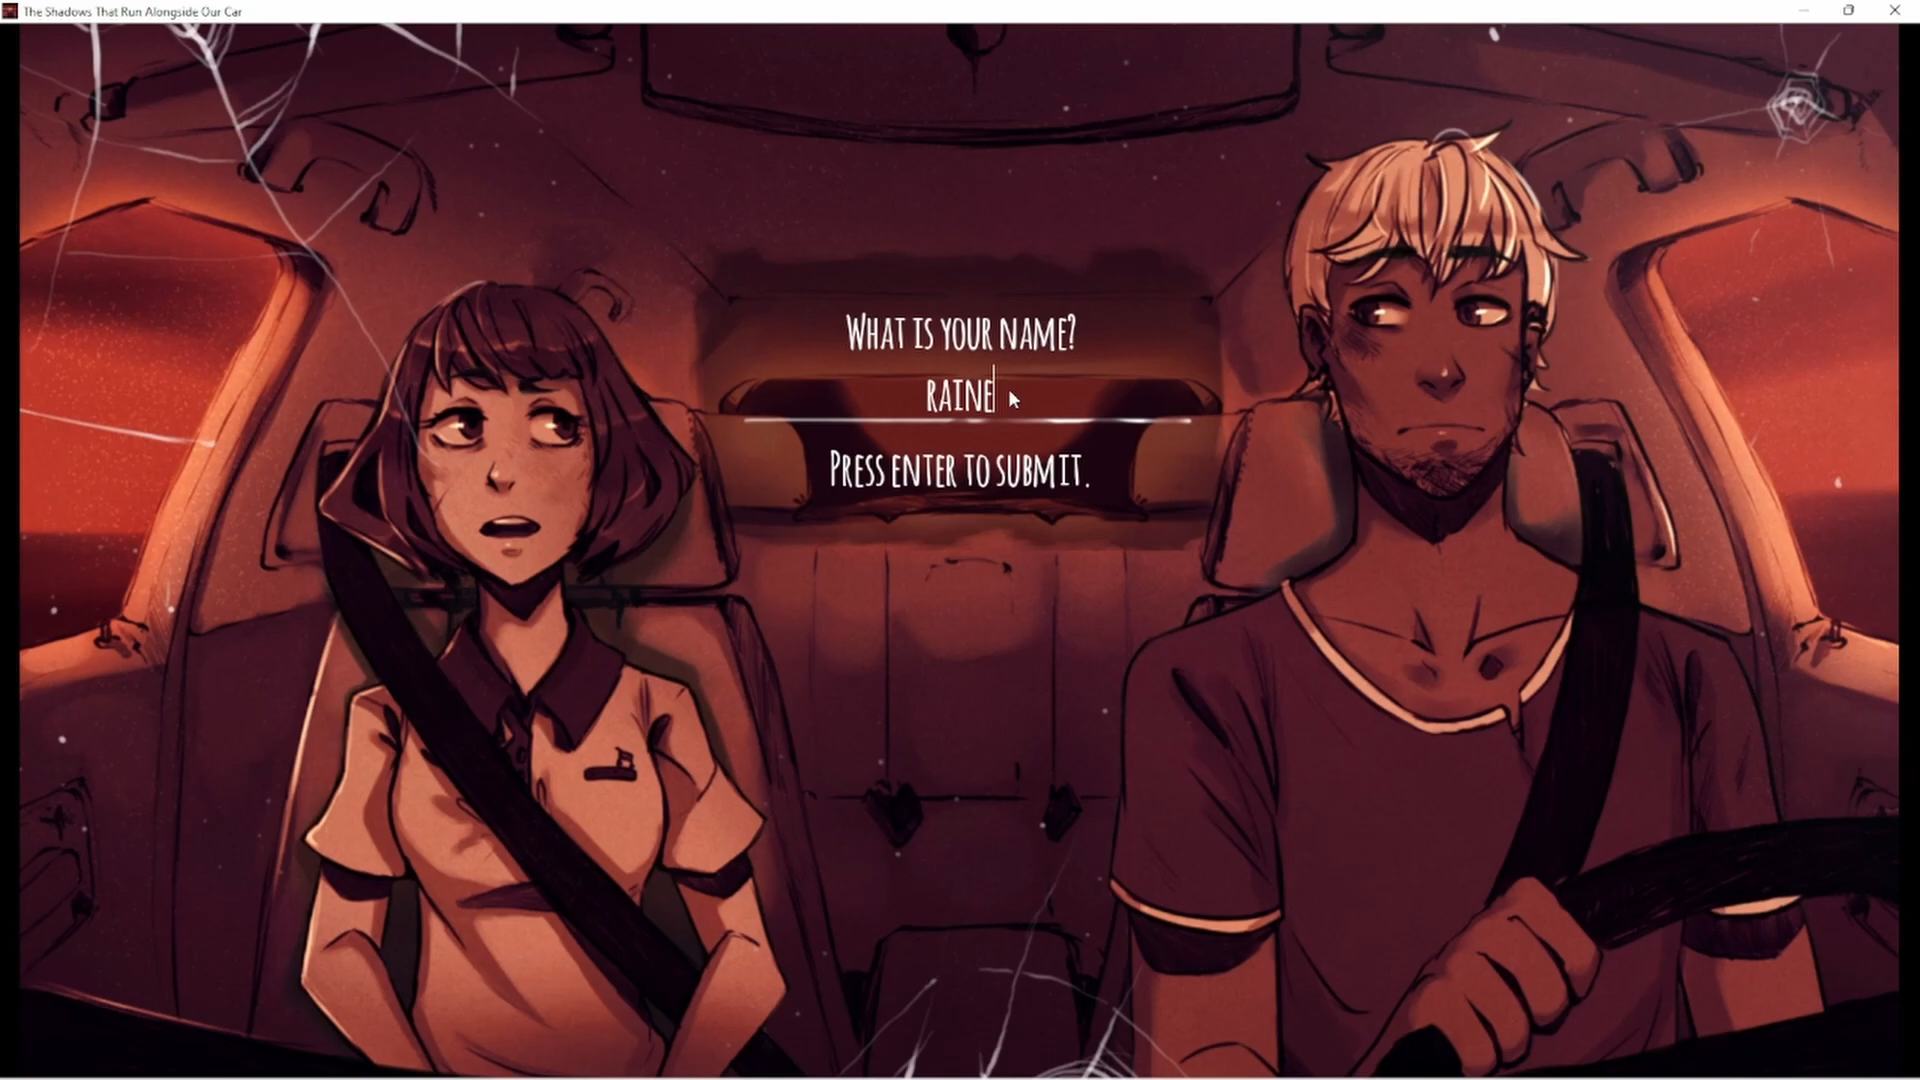 The Shadows That Run Alongside Our Car
What is your name?
RAINE
Press enter to submit.